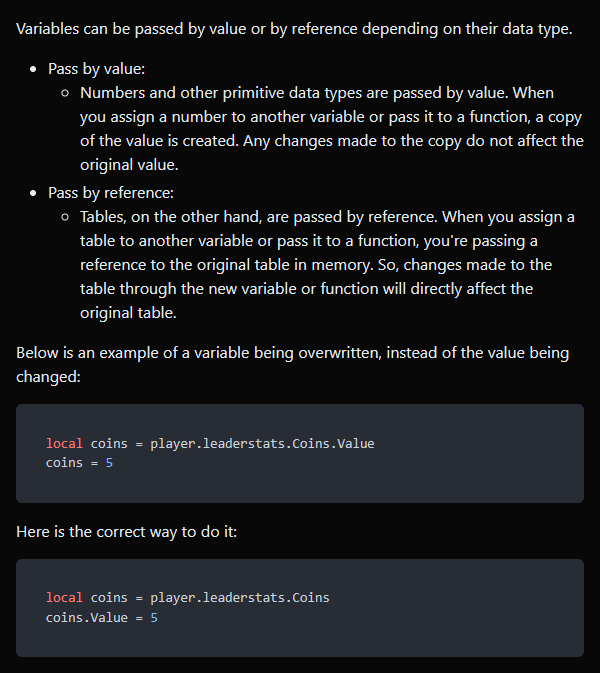 Variables can be passed by value or by reference depending on their data type.
Pass by value:
Numbers and other primitive data types are passed by value. When
you assign a number to another variable or pass it to a function, a copy
of the value is created. Any changes made to the copy do not affect the
original value.
Pass by reference:
Tables, on the other hand, are passed by reference. When you assign a
table to another variable or pass it to a function, you're passing a
reference to the original table in memory. So, changes made to the
table through the new variable or function will directly affect the
original table.
Below is an example of a variable being overwritten, instead of the value being
changed:
local coins = player.leaderstats.Coins.Value
coins = 5
Here is the correct way to do it:
local coins = player.leaderstats.Coins
coins.Value = 5